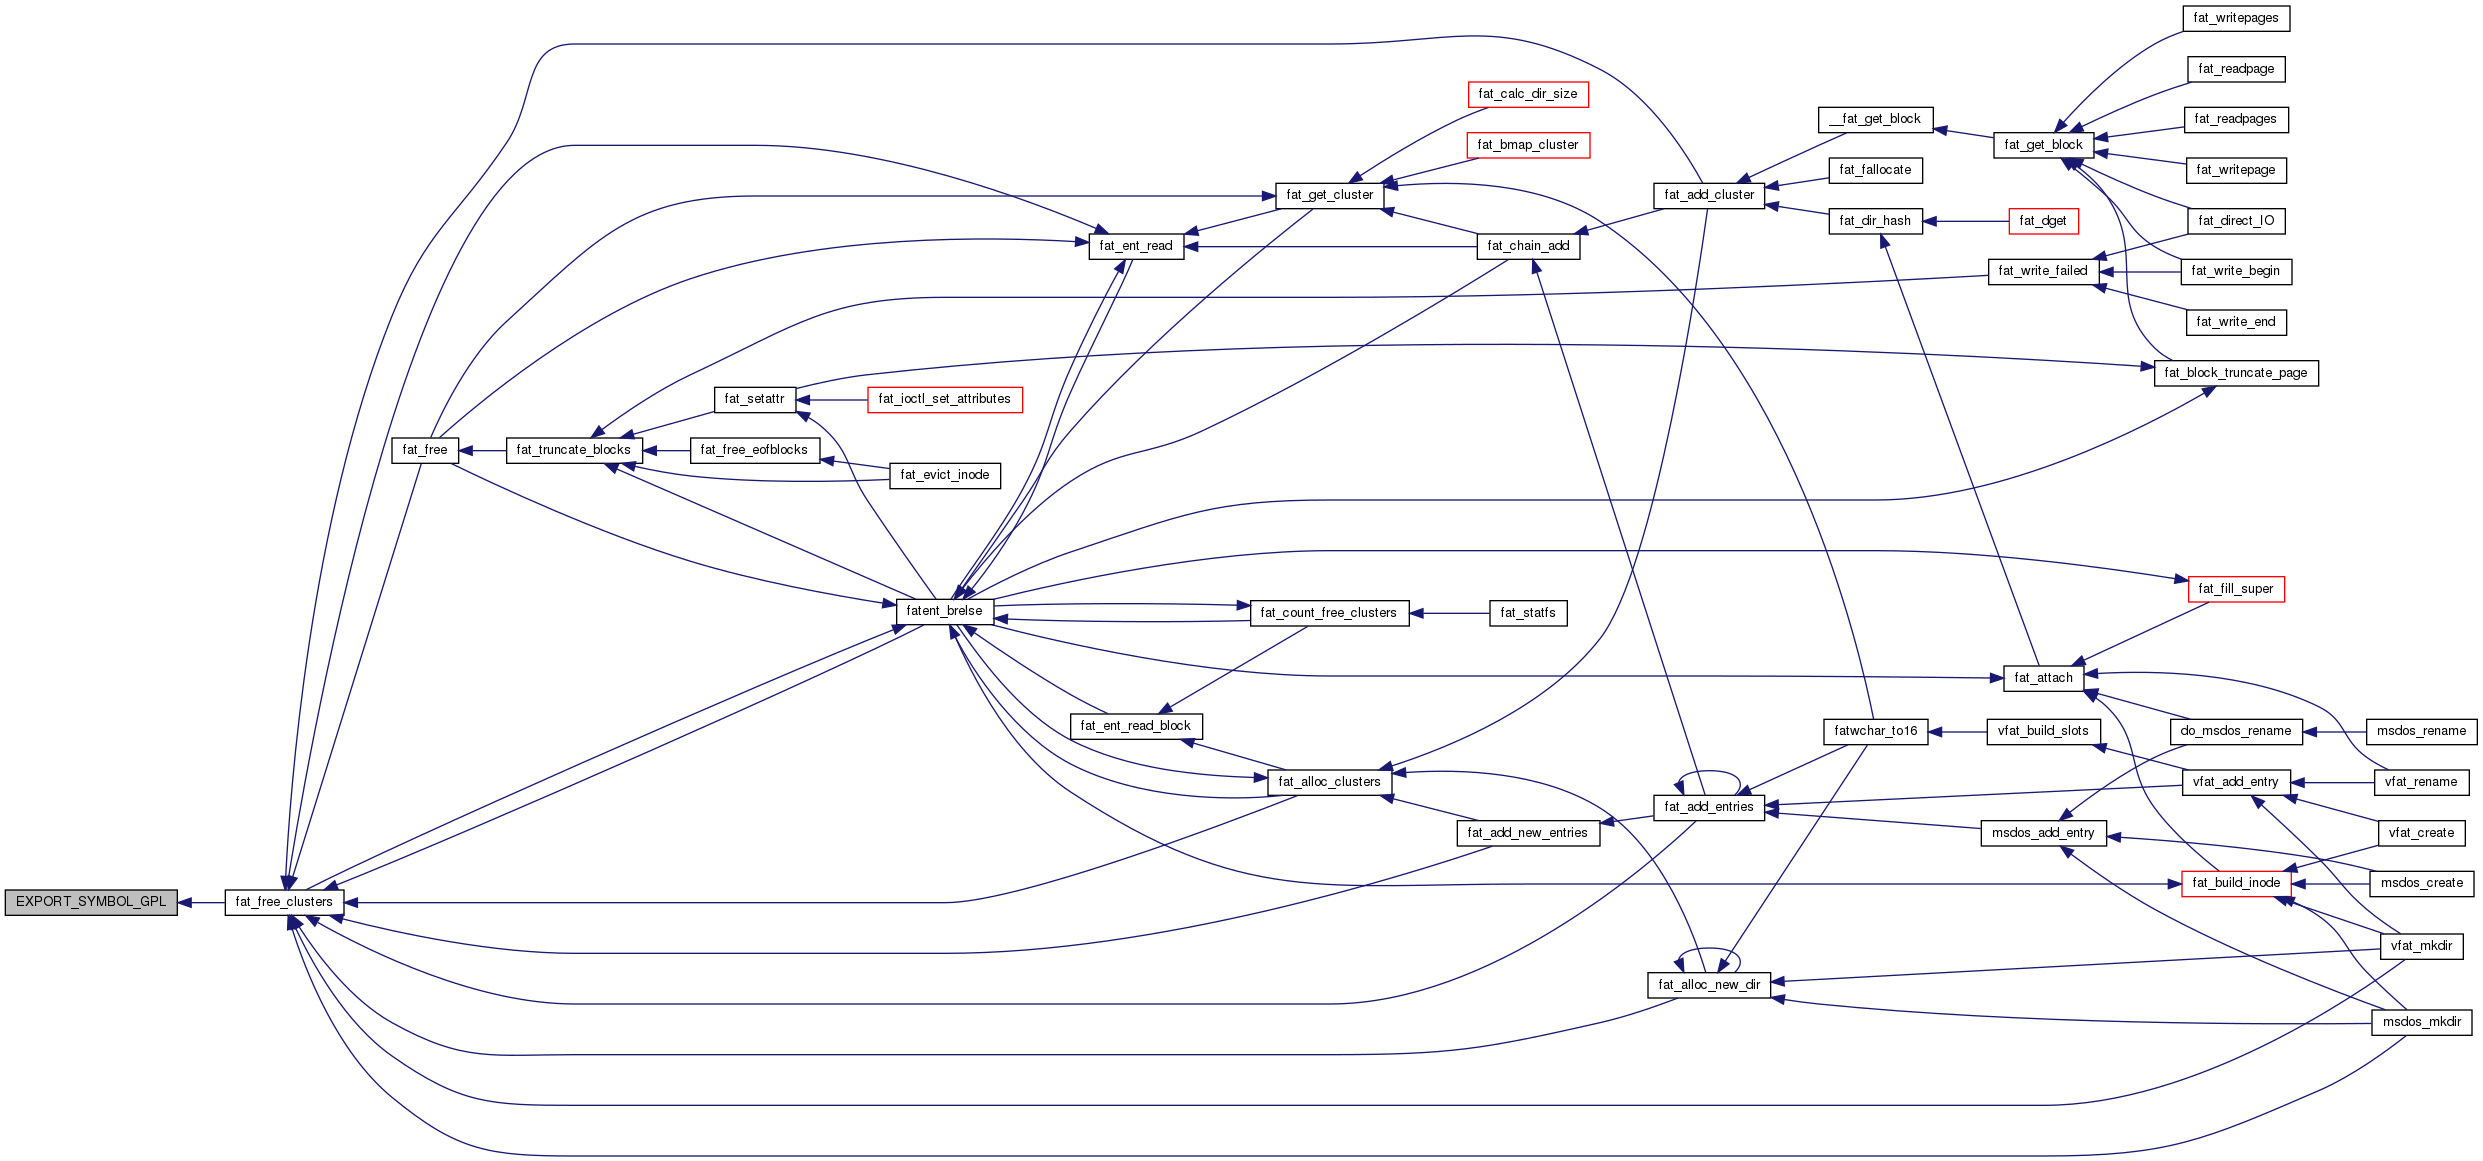 EXPORT_SYMBOL_GPL
fat_free_clusters
fat_free
fat_truncate_blocks
fat_setattr
fat_free_eofblocks
fat_ioctl_set_attributes
fat_evict_inode
fatent_brelse
fat_ent_read
fat_ent_read_block
fat_count_free_clusters
fat_alloc_clusters
fat_get_cluster
fat_calc_dir_size
fat_bmap_cluster
fat_chain_add
fat_statfs
fat_add_new_entries
fat_add_cluster
fat_add_entries
fat_alloc_new_dir
__fat_get_block
fat_fallocate
fat_dir_hash
fatwchar_to16
fat_get_block
fat_dget
fat_write_failed
fat_attach
vfat_build_slots
msdos_add_entry
fat_writepages
fat_readpage
fat_readpages
fat_writepage
fat_direct_IO
fat_write_begin
fat_write_end
fat_block_truncate_page
fat_fill_super
do_msdos_rename
vfat_add_entry
fat_build_inode
msdos_rename
vfat_rename
vfat_create
msdos_create
vfat_mkdir
msdos_mkdir